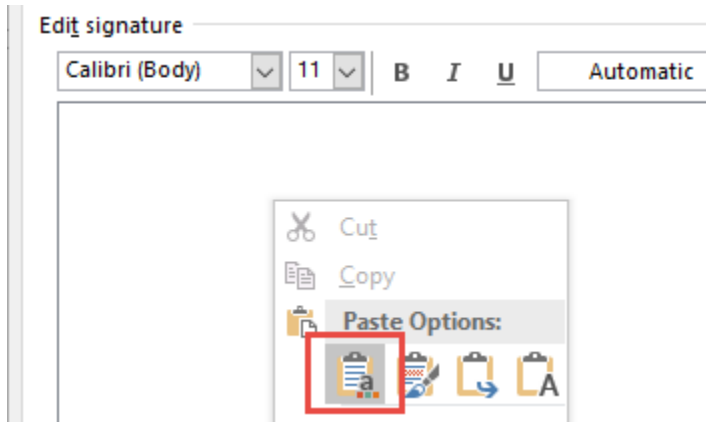 Edit signature
Calibri (Body) 11 B I U Automatic
Cut
Copy
Paste Options:
a A